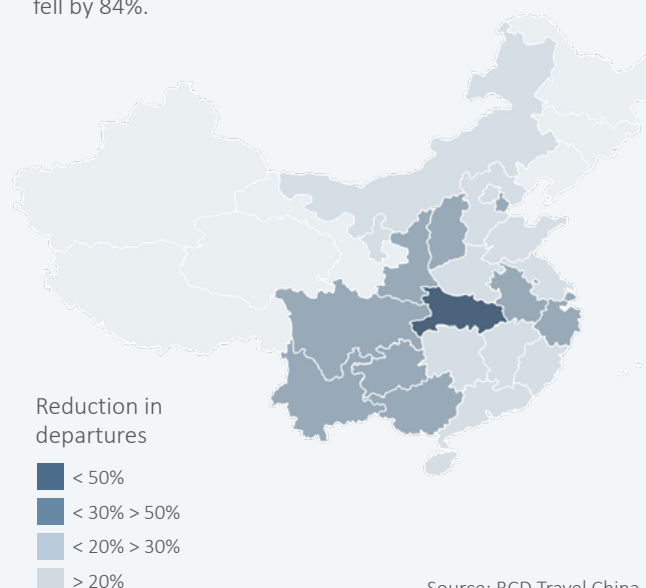 fell by 84%.
Reduction in
departures
< 50%
< 30% > 50%
< 20% > 30%
> 20%
Source: BCD Travel China